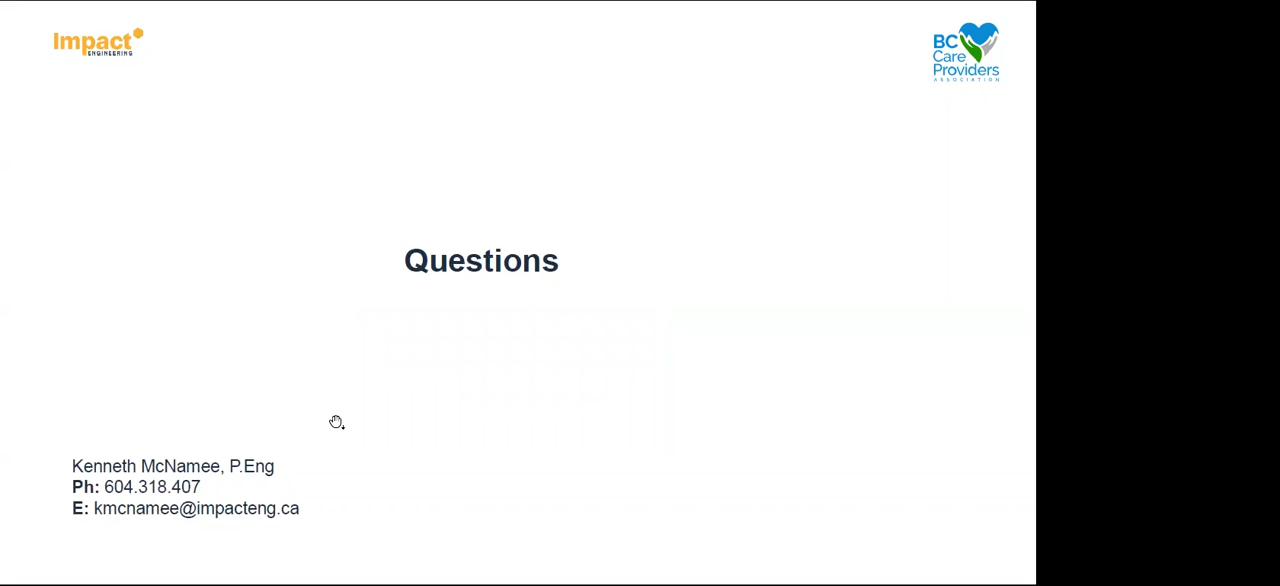 Impact
ENGINEERING
BC
Care
Providers
ASSOCIATION
Questions
Kenneth McNamee, P.Eng
Ph: 604.318.407
E: kmcnamee@impacteng.ca